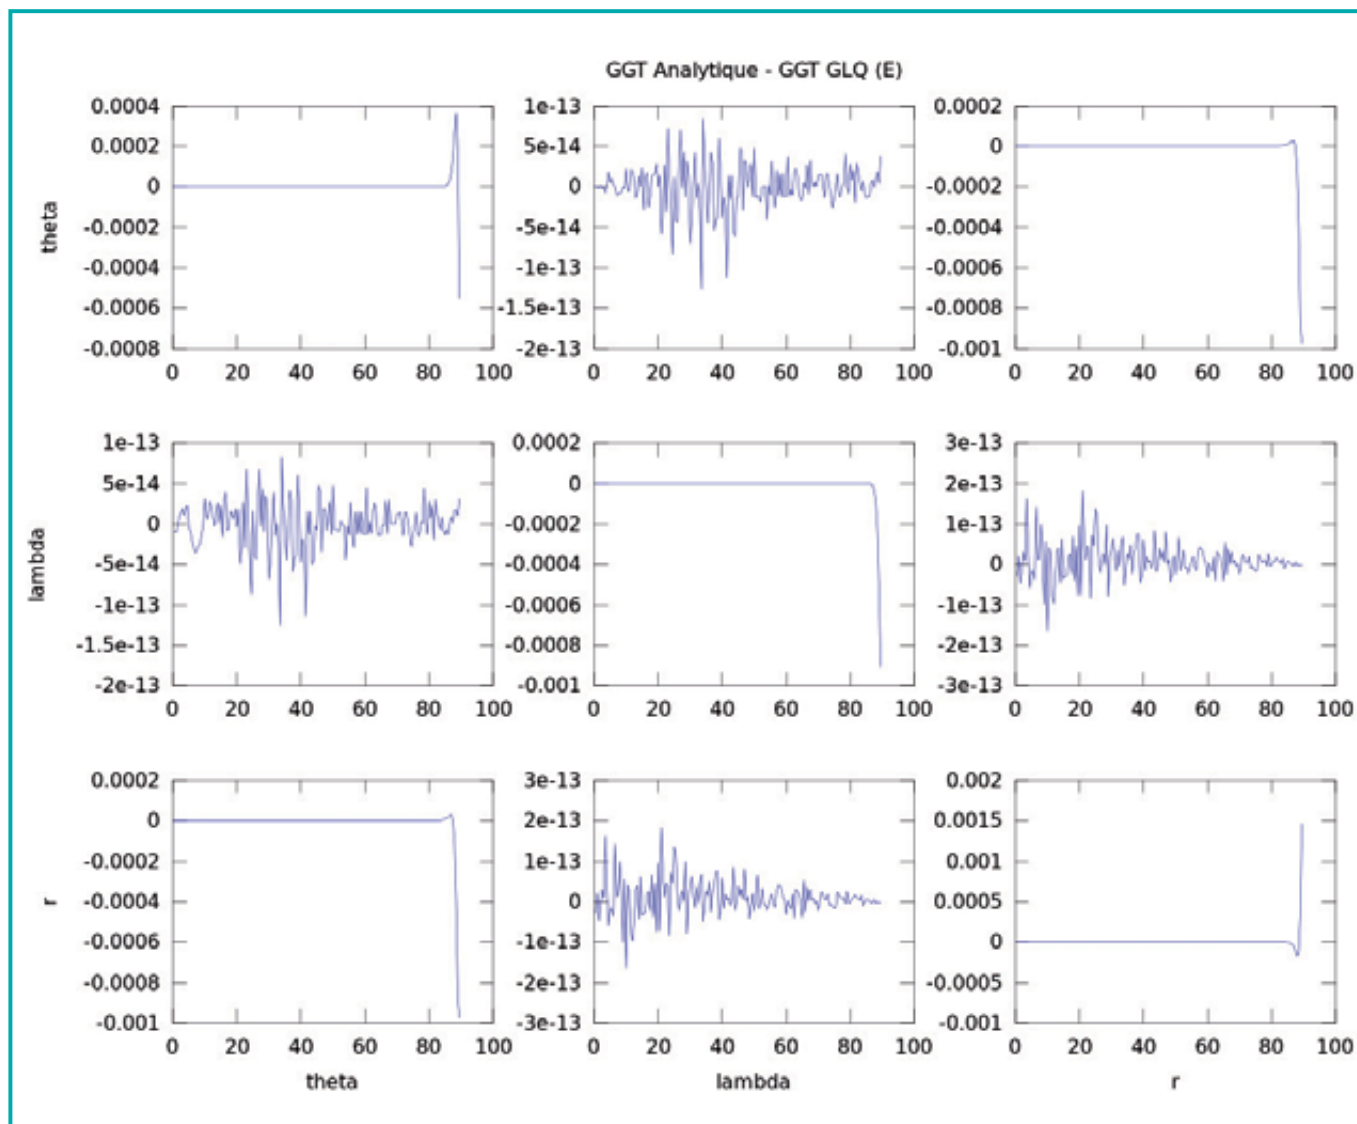 GGT Analytique - GGT GLQ (E)
0.0004 1e-13 0.0002
0.0002 5e-14 0
0 0 -0.0002
-0.0002 -5e-14 -0.0004
-0.0004 -1e-13 -0.0006
-0.0006 -1.5e-13 -0.0008
-0.0008 -2e-13 -0.001
theta
0 20 40 60 80 100 0 20 40 60 80 100 0 20 40 60 80 100
1e-13 0.0002 3e-13
5e-14 0 2e-13
0 -0.0002 1e-13
-5e-14 -0.0004 0
-1e-13 -0.0006 -1e-13
-1.5e-13 -0.0008 -2e-13
-2e-13 -0.001 -3e-13
lambda
0 20 40 60 80 100 0 20 40 60 80 100 0 20 40 60 80 100
0.0002 3e-13 0.002
0 2e-13 0.0015
-0.0002 1e-13 0.001
-0.0004 0 0.0005
-0.0006 -1e-13 0
-0.0008 -2e-13 -0.0005
-0.001 -3e-13 -0.001
r
0 20 40 60 80 100 0 20 40 60 80 100 0 20 40 60 80 100
theta lambda r